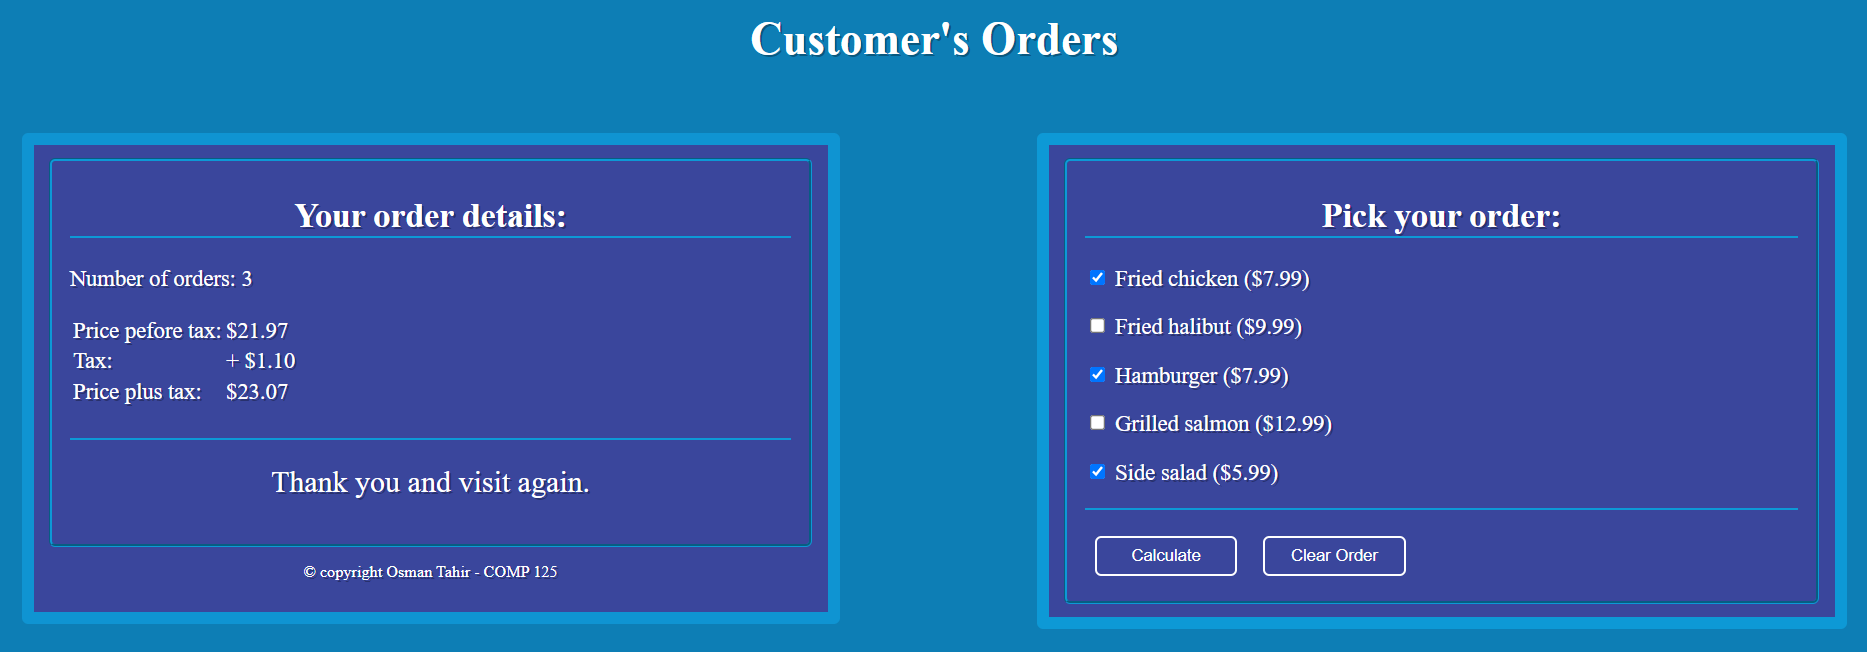 Customer's Orders
Your order details:
Number of orders: 3
Price pefore tax: $21.97
Tax: + $1.10
Price plus tax: $23.07
Thank you and visit again.
© copyright Osman Tahir - COMP 125
Pick your order:
Fried chicken ($7.99)
Fried halibut ($9.99)
Hamburger ($7.99)
Grilled salmon ($12.99)
Side salad ($5.99)
Calculate Clear Order